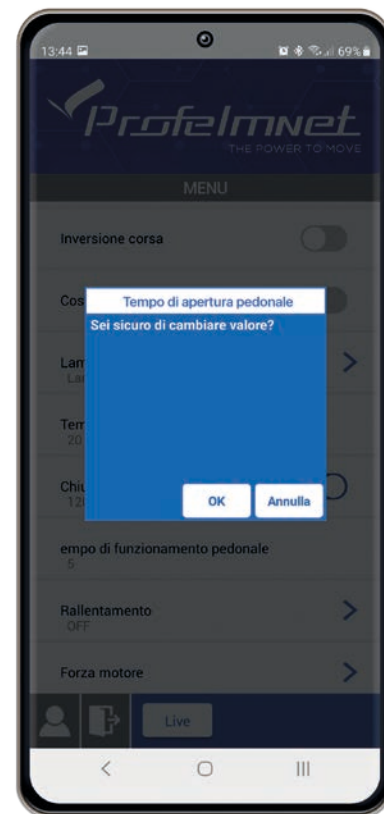 13:44
69%
Profelmnet
THE POWER TO MOVE
MENU
Inversione corsa
Cos
Tempo di apertura pedonale
Sei sicuro di cambiare valore?
Lam
La
Tem
20
Chiu
12
OK
Annulla
empo di funzionamento pedonale
5
Rallentamento
OFF
Forza motore
Live